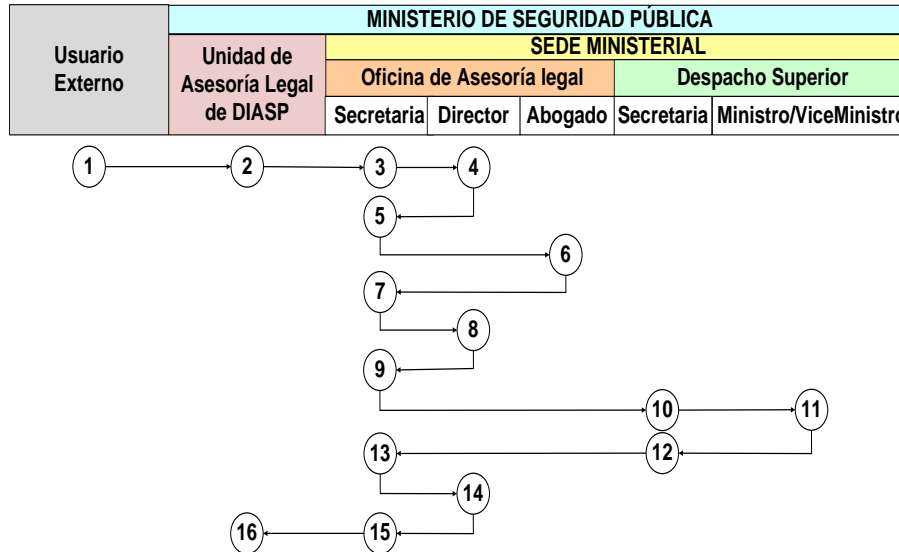 MINISTERIO DE SEGURIDAD PÚBLICA
Usuario
Externo
Unidad de
Asesoría Legal
de DIASP
SEDE MINISTERIAL
Oficina de Asesoría legal
Despacho Superior
Secretaria
Director
Abogado
Secretaria
Ministro/ViceMinistro
1
2
3
4
5
6
7
8
9
10
11
12
13
14
15
16